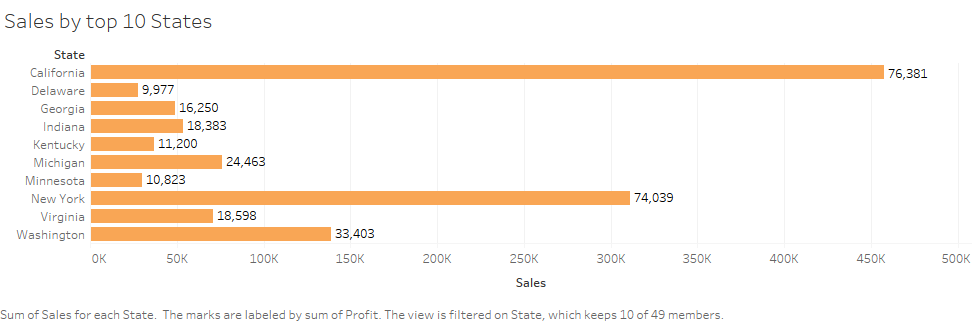 Sales by top 10 States
State
California 76,381
Delaware 9,977
Georgia 16,250
Indiana 18,383
Kentucky 11,200
Michigan 24,463
Minnesota 10,823
New York 74,039
Virginia 18,598
Washington 33,403
0K 50K 100K 150K 200K 250K 300K 350K 400K 450K 500K
Sales
Sum of Sales for each State. The marks are labeled by sum of Profit. The view is filtered on State, which keeps 10 of 49 members.